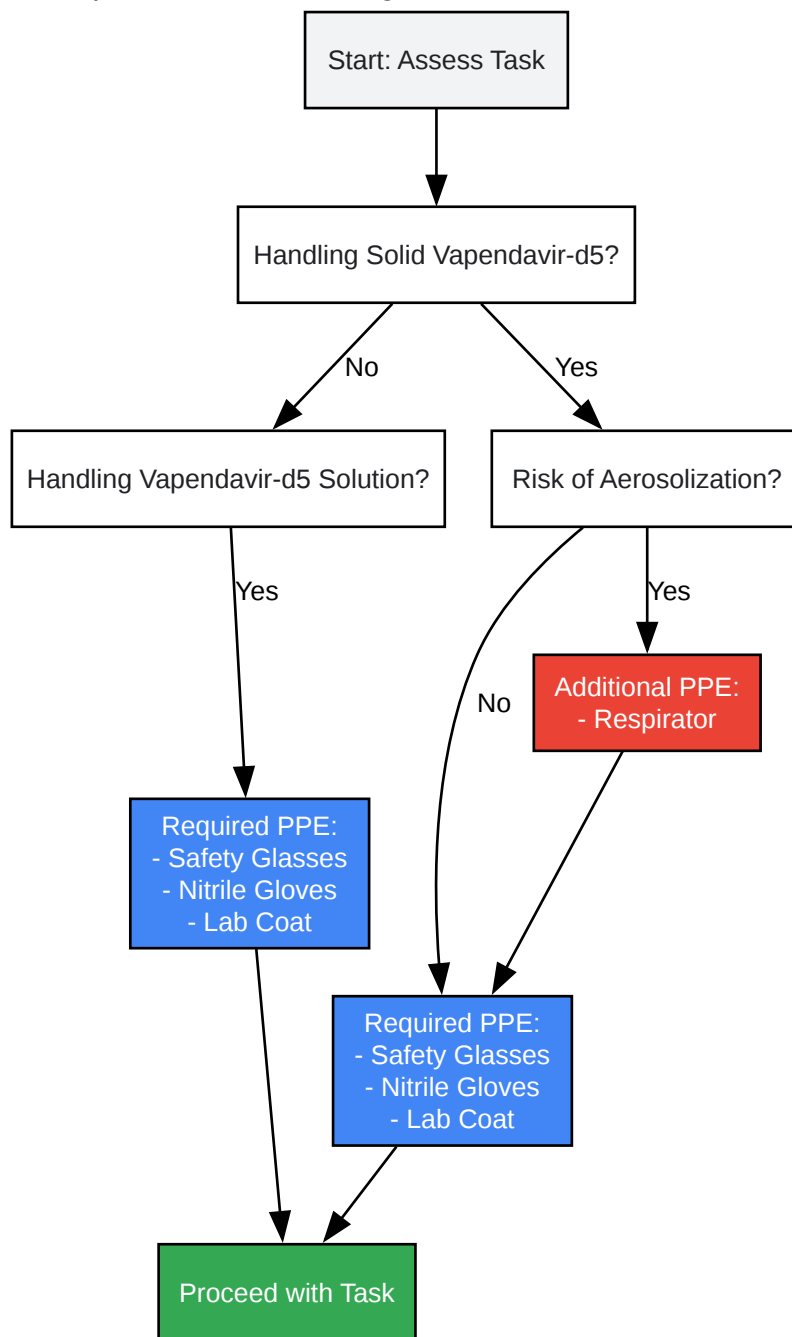 Start: Assess Task
Handling Solid Vapendavir-d5?
No
Yes
Handling Vapendavir-d5 Solution?
Risk of Aerosolization?
Yes
Yes
Additional PPE:
- Respirator
No
Required PPE:
- Safety Glasses
- Nitrile Gloves
- Lab Coat
Required PPE:
- Safety Glasses
- Nitrile Gloves
- Lab Coat
Proceed with Task